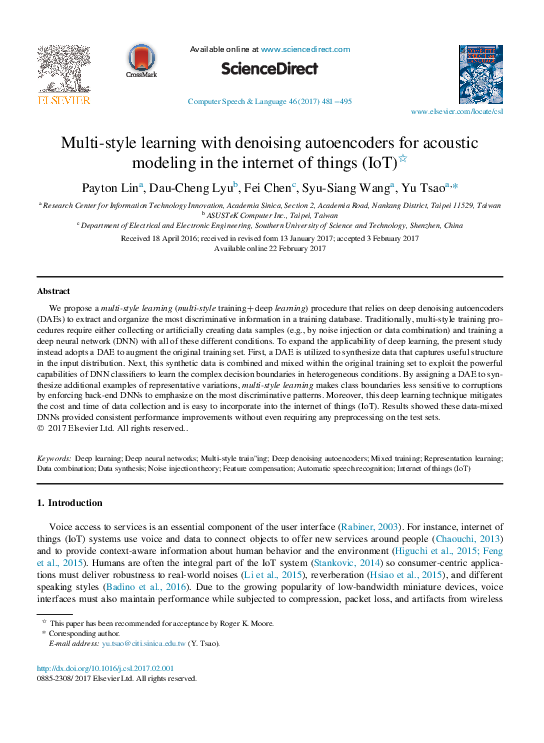 Available online at www.sciencedirect.com
CrossMark
ScienceDirect
ELSEVIER
Computer Speech & Language 46 (2017) 481–495
www.elsevier.com/locate/csl
Multi-style learning with denoising autoencoders for acoustic
modeling in the internet of things (IoT)☆
Payton Linᵃ, Dau-Cheng Lyuᵇ, Fei Chenᶜ, Syu-Siang Wangᵃ, Yu Tsaoᵃ,*
ᵃ Research Center for Information Technology Innovation, Academia Sinica, Section 2, Academia Road, Nankang District, Taipei 11529, Taiwan
ᵇ ASUSTeK Computer Inc., Taipei, Taiwan
ᶜ Department of Electrical and Electronic Engineering, Southern University of Science and Technology, Shenzhen, China
Received 18 April 2016; received in revised form 13 January 2017; accepted 3 February 2017
Available online 22 February 2017
Abstract
We propose a multi-style learning (multi-style training + deep learning) procedure that relies on deep denoising autoencoders
(DAEs) to extract and organize the most discriminative information in a training database. Traditionally, multi-style training pro-
cedures require either collecting or artificially creating data samples (e.g., by noise injection or data combination) and training a
deep neural network (DNN) with all of these different conditions. To expand the applicability of deep learning, the present study
instead adopts a DAE to augment the original training set. First, a DAE is utilized to synthesize data that captures useful structure
in the input distribution. Next, this synthetic data is combined and mixed within the original training set to exploit the powerful
capabilities of DNN classifiers to learn the complex decision boundaries in heterogeneous conditions. By assigning a DAE to syn-
thesize additional examples of representative variations, multi-style learning makes class boundaries less sensitive to corruptions
by enforcing back-end DNNs to emphasize on the most discriminative patterns. Moreover, this deep learning technique mitigates
the cost and time of data collection and is easy to incorporate into the internet of things (IoT). Results showed these data-mixed
DNNs provided consistent performance improvements without even requiring any preprocessing on the test sets.
© 2017 Elsevier Ltd. All rights reserved..
Keywords: Deep learning; Deep neural networks; Multi-style train"ing; Deep denoising autoencoders; Mixed training; Representation learning;
Data combination; Data synthesis; Noise injection theory; Feature compensation; Automatic speech recognition; Internet of things (IoT)
1. Introduction
Voice access to services is an essential component of the user interface (Rabiner, 2003). For instance, internet of
things (IoT) systems use voice and data to connect objects to offer new services around people (Chaouchi, 2013)
and to provide context-aware information about human behavior and the environment (Higuchi et al., 2015; Feng
et al., 2015). Humans are often the integral part of the IoT system (Stankovic, 2014) so consumer-centric applica-
tions must deliver robustness to real-world noises (Li et al., 2015), reverberation (Hsiao et al., 2015), and different
speaking styles (Badino et al., 2016). Due to the growing popularity of low-bandwidth miniature devices, voice
interfaces must also maintain performance while subjected to compression, packet loss, and artifacts from wireless
☆ This paper has been recommended for acceptance by Roger K. Moore.
* Corresponding author.
E-mail address: yu.tsao@citi.sinica.edu.tw (Y. Tsao).
http://dx.doi.org/10.1016/j.csl.2017.02.001
0885-2308/ 2017 Elsevier Ltd. All rights reserved.